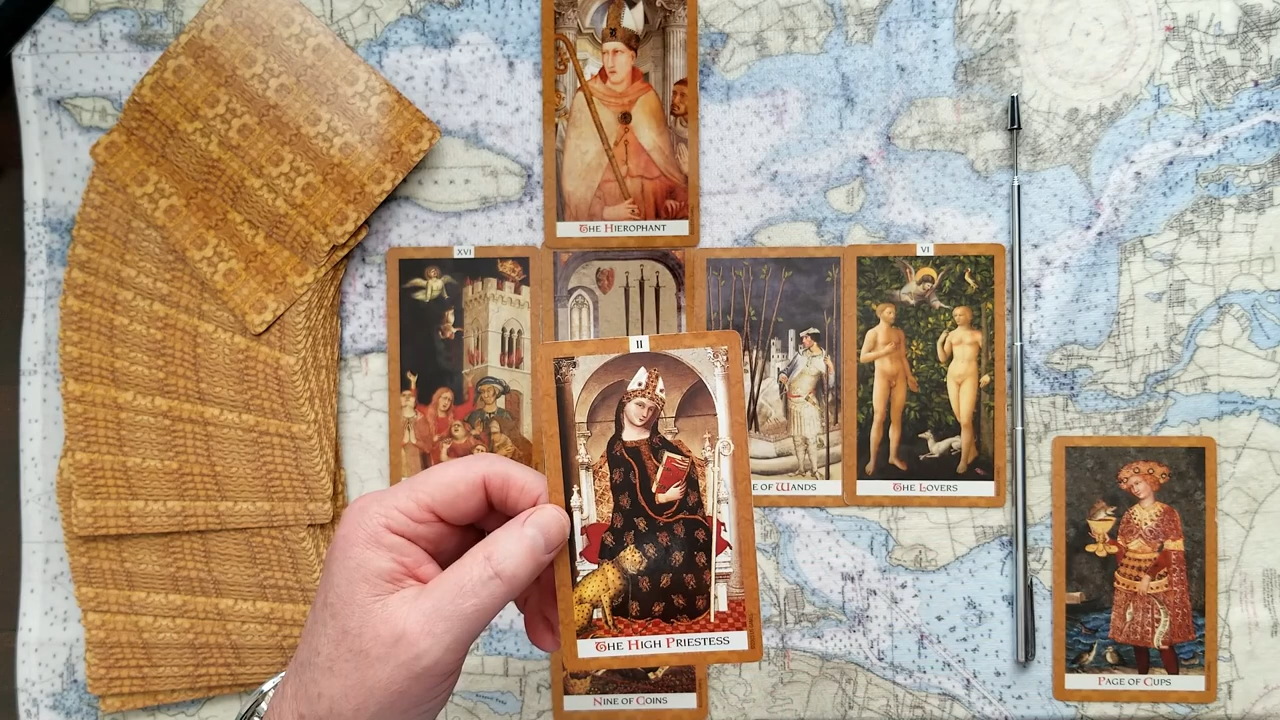 THE HIEROPHANT
XVI
VI
II
E OF WANDS
THE LOVERS
THE HIGH PRIESTESS
PAGE OF CUPS
NINE OF COINS